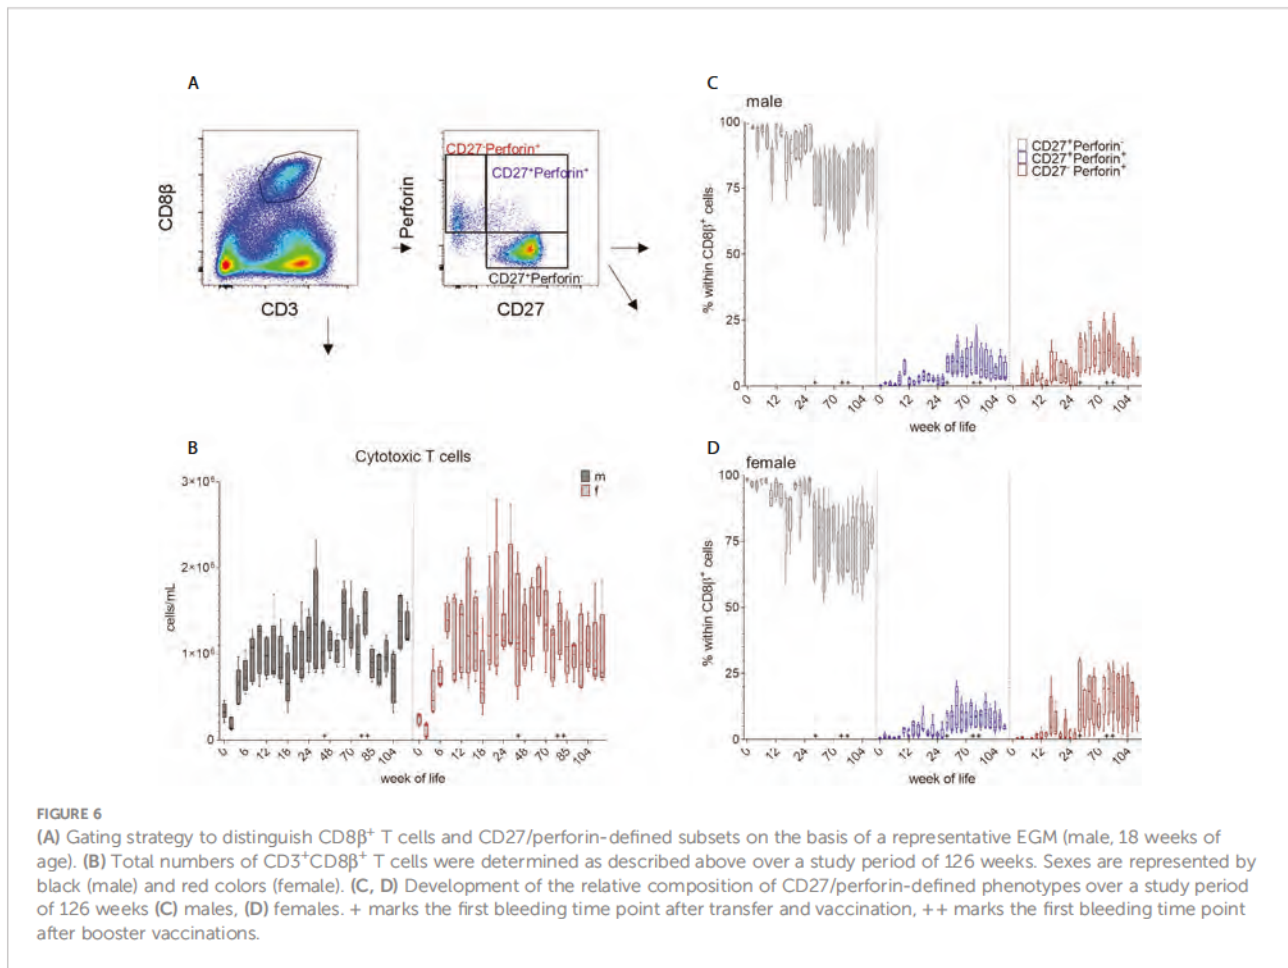 A
CD8β
CD3
CD27⁻Perforin⁺
CD27⁺Perforin⁺
CD27⁺Perforin⁻
Perforin
CD27
B
Cytotoxic T cells
m
f
3×10⁶
2×10⁶
1×10⁶
0
cells/mL
0 6 12 18 24 48 70 85 104 0 6 12 18 24 48 70 85 104
+ ++ + ++
week of life
C
male
100
75
50
25
0
% within CD8β⁺ cells
CD27⁺Perforin⁻
CD27⁺Perforin⁺
CD27⁻ Perforin⁺
+ ++ + ++ + ++
0 12 24 70 104 0 12 24 70 104 0 12 24 70 104
week of life
D
female
100
75
50
25
0
% within CD8β⁺ cells
+ ++ + ++ + ++
0 12 24 70 104 0 12 24 70 104 0 12 24 70 104
week of life
FIGURE 6
(A) Gating strategy to distinguish CD8β⁺ T cells and CD27/perforin-defined subsets on the basis of a representative EGM (male, 18 weeks of
age). (B) Total numbers of CD3⁺CD8β⁺ T cells were determined as described above over a study period of 126 weeks. Sexes are represented by
black (male) and red colors (female). (C, D) Development of the relative composition of CD27/perforin-defined phenotypes over a study period
of 126 weeks (C) males, (D) females. + marks the first bleeding time point after transfer and vaccination, ++ marks the first bleeding time point
after booster vaccinations.